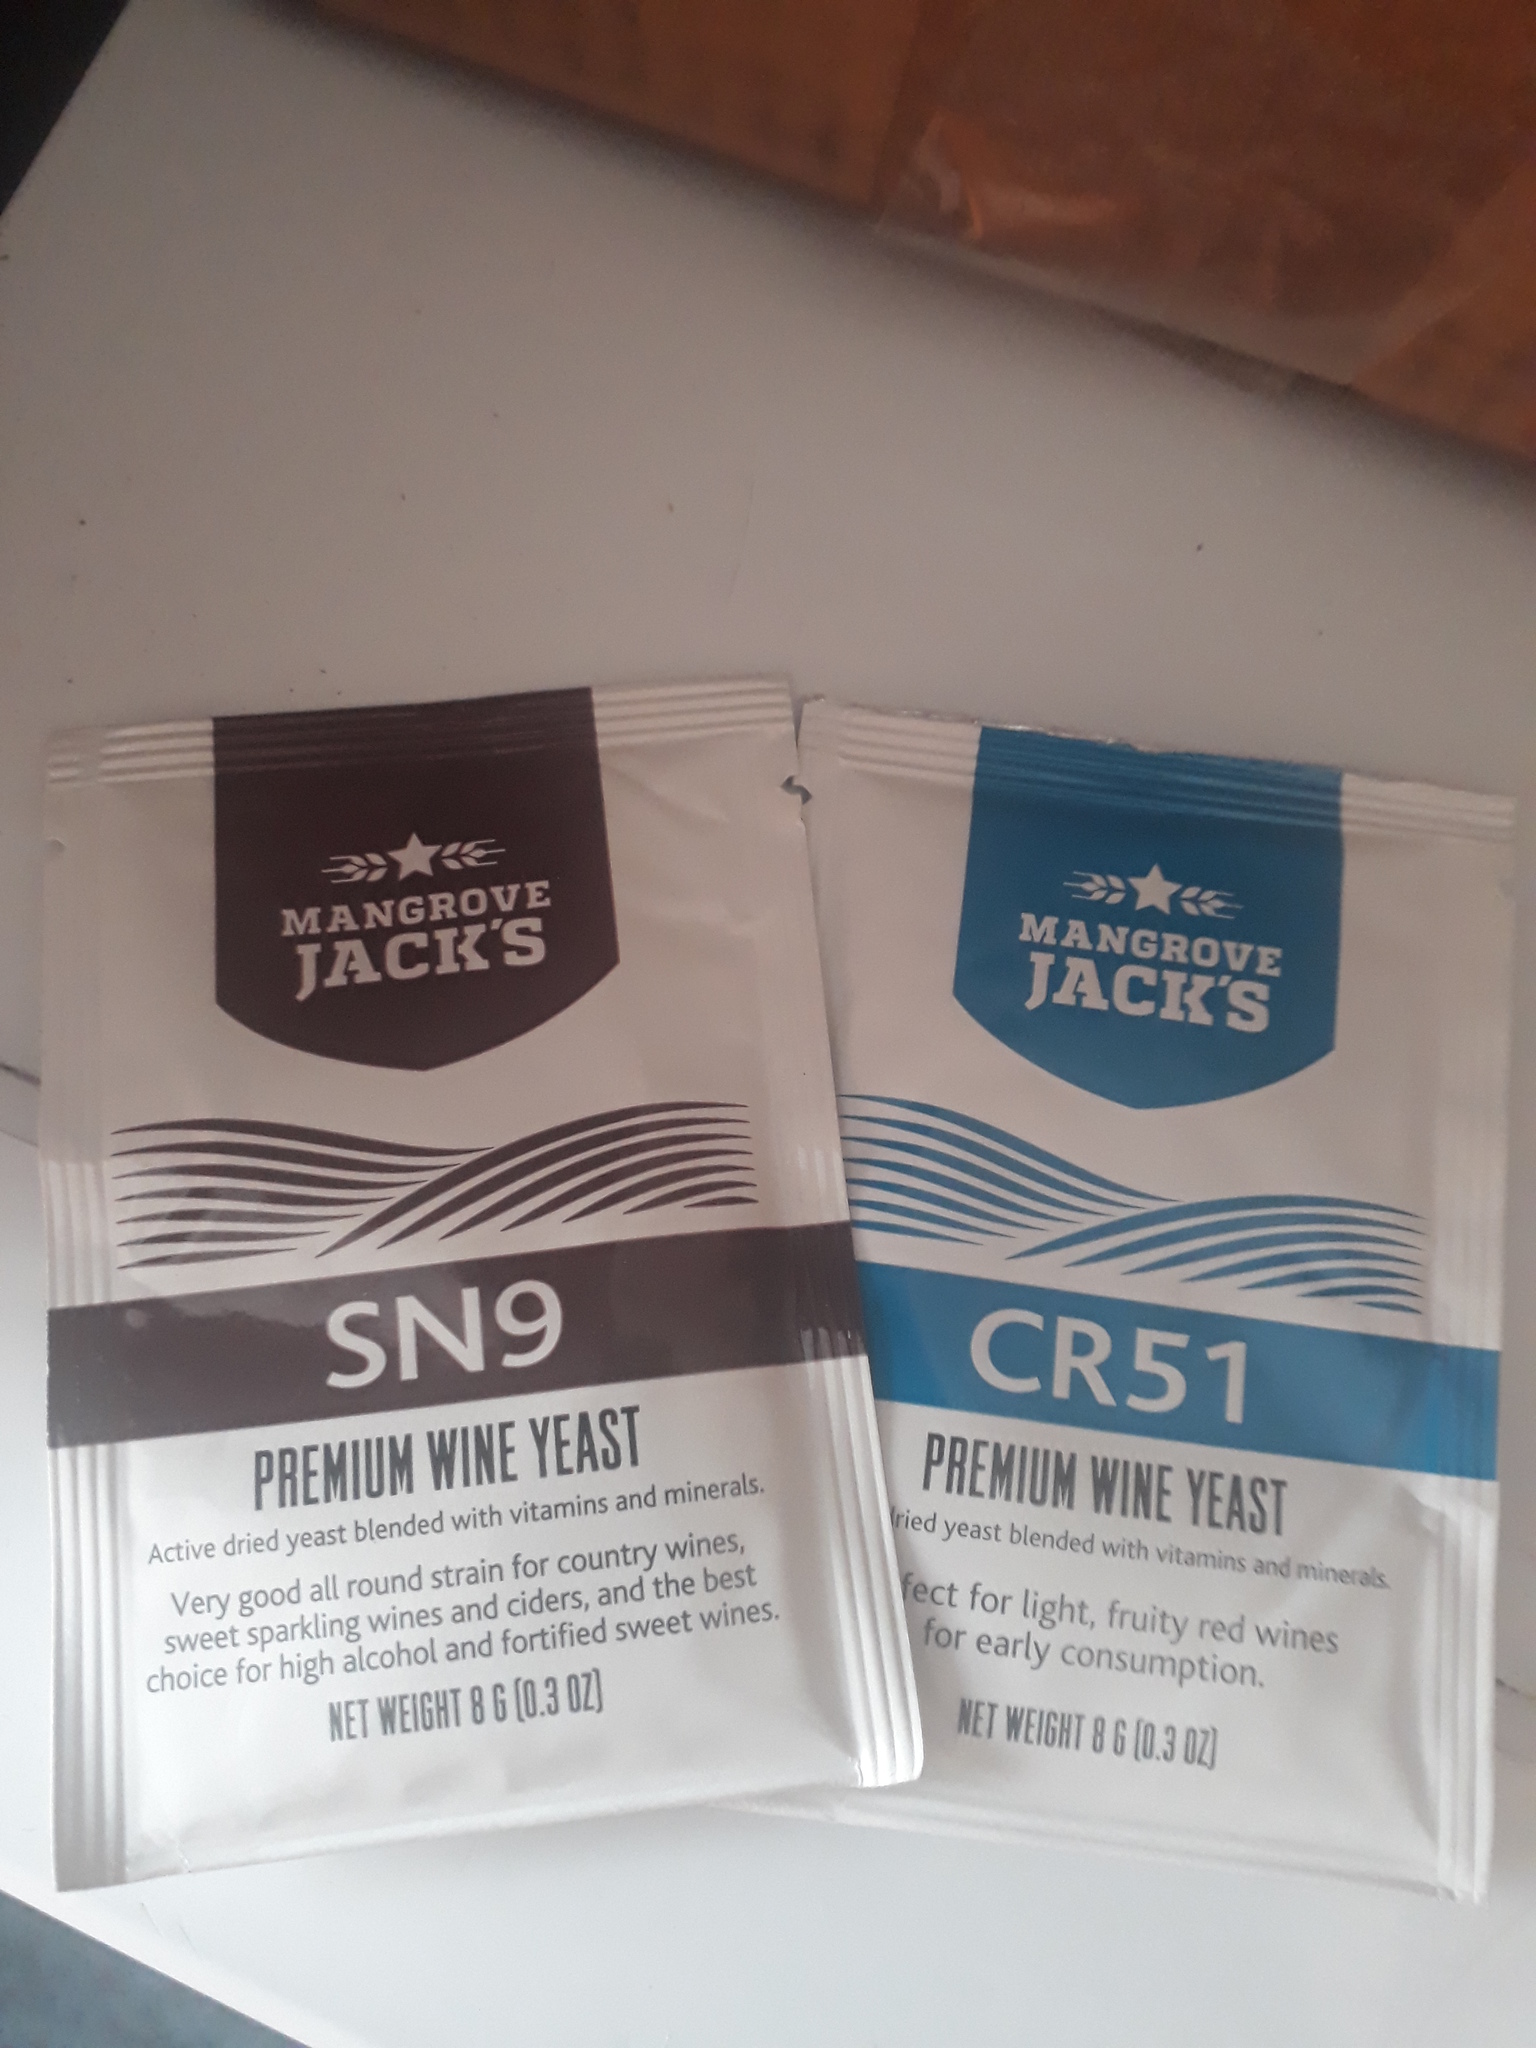 MANGROVE
JACK'S
SN9
PREMIUM WINE YEAST
Active dried yeast blended with vitamins and minerals.
Very good all round strain for country wines,
sweet sparkling wines and ciders, and the best
choice for high alcohol and fortified sweet wines.
NET WEIGHT 8 G (0.3 OZ)
MANGROVE
JACK'S
CR51
PREMIUM WINE YEAST
yeast blended with vitamins and minerals.
for light, fruity red wines
for early consumption.
NET WEIGHT 8 G (0.3 OZ)